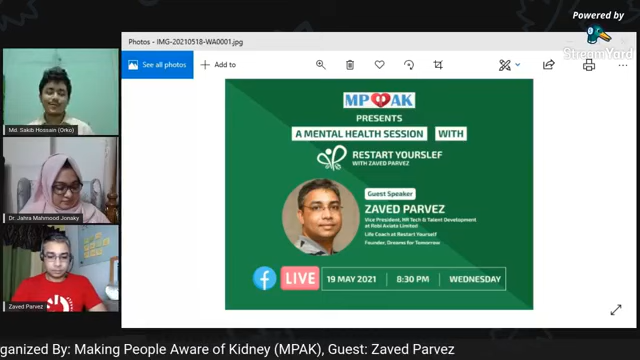 Powered by
StreamYard
Photos - IMG-20210518-WA0001.jpg
See all photos
Add to
MP AK
PRESENTS
A MENTAL HEALTH SESSION WITH
RESTART YOURSLEF
WITH ZAVED PARVEZ
Guest Speaker
ZAVED PARVEZ
Vice President, HR Tech & Talent Development
at Robi Axiata Limited
Life Coach at Restart Yourself
Founder, Dreams for Tomorrow
f LIVE 19 MAY 2021 8:30 PM WEDNESDAY
Md. Sakib Hossain (Orko)
Dr. Jahra Mahmood Jonaky
Zaved Parvez
ganized By: Making People Aware of Kidney (MPAK), Guest: Zaved Parvez